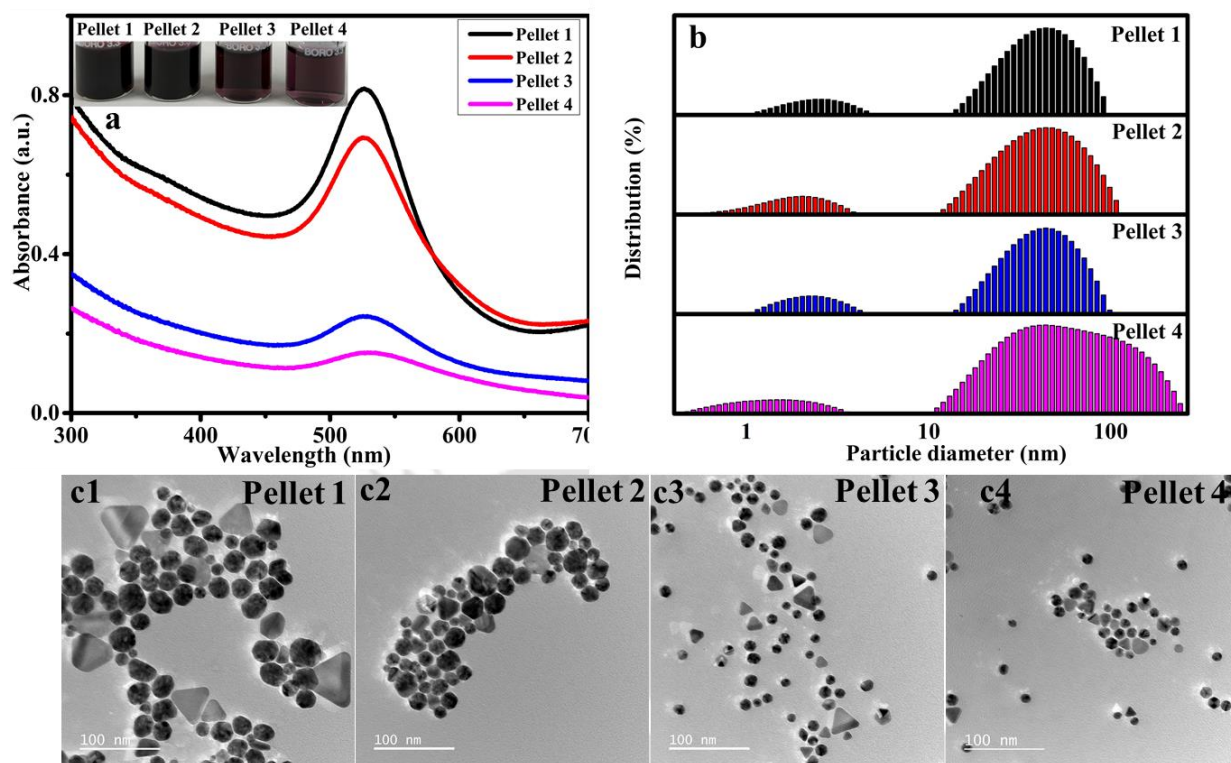 Pellet 1 Pellet 2 Pellet 3 Pellet 4
a
Pellet 1
Pellet 2
Pellet 3
Pellet 4
Absorbance (a.u.)
0.8
0.4
0.0
300 400 500 600 70
Wavelength (nm)
b
Pellet 1
Pellet 2
Pellet 3
Pellet 4
Distribution (%)
1 10 100
Particle diameter (nm)
c1 Pellet 1
100 nm
c2 Pellet 2
100 nm
c3 Pellet 3
100 nm
c4 Pellet 4
100 nm